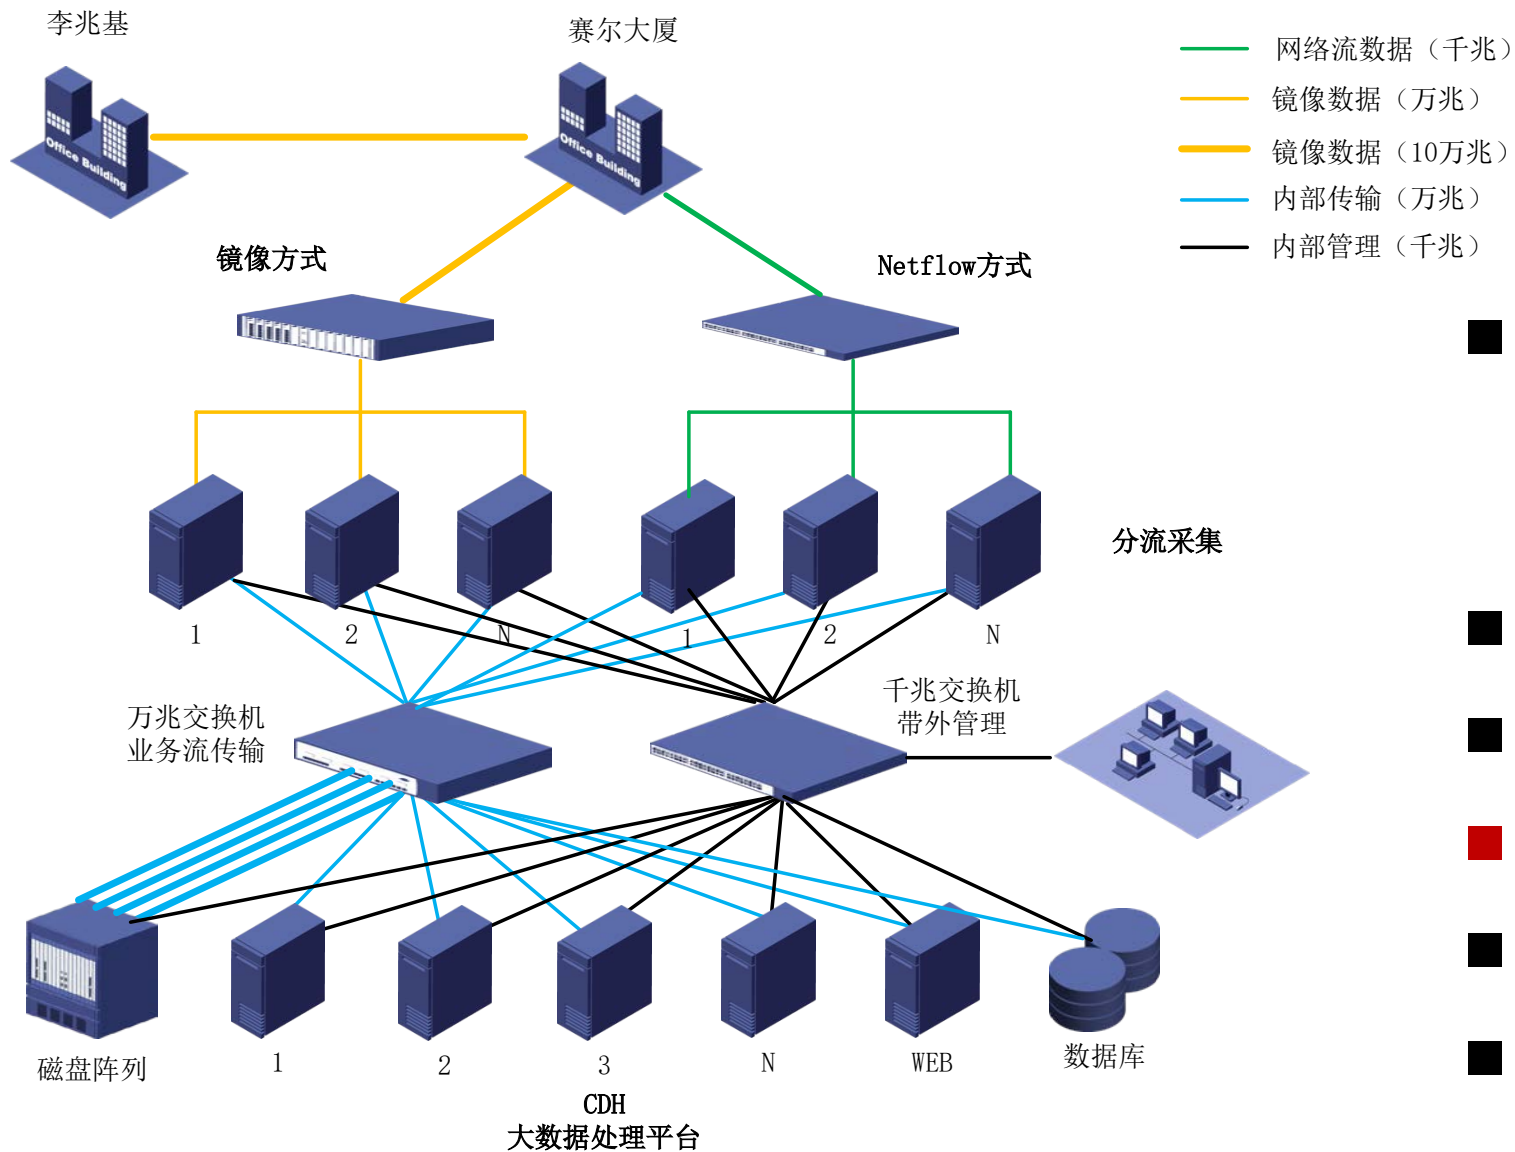 李兆基
赛尔大厦
网络流数据（千兆）
镜像数据（万兆）
镜像数据（10万兆）
内部传输（万兆）
内部管理（千兆）
Office Building
Office Building
镜像方式
Netflow方式
分流采集
1
2
N
1
2
N
万兆交换机
业务流传输
千兆交换机
带外管理
磁盘阵列
1
2
3
N
WEB
数据库
CDH
大数据处理平台